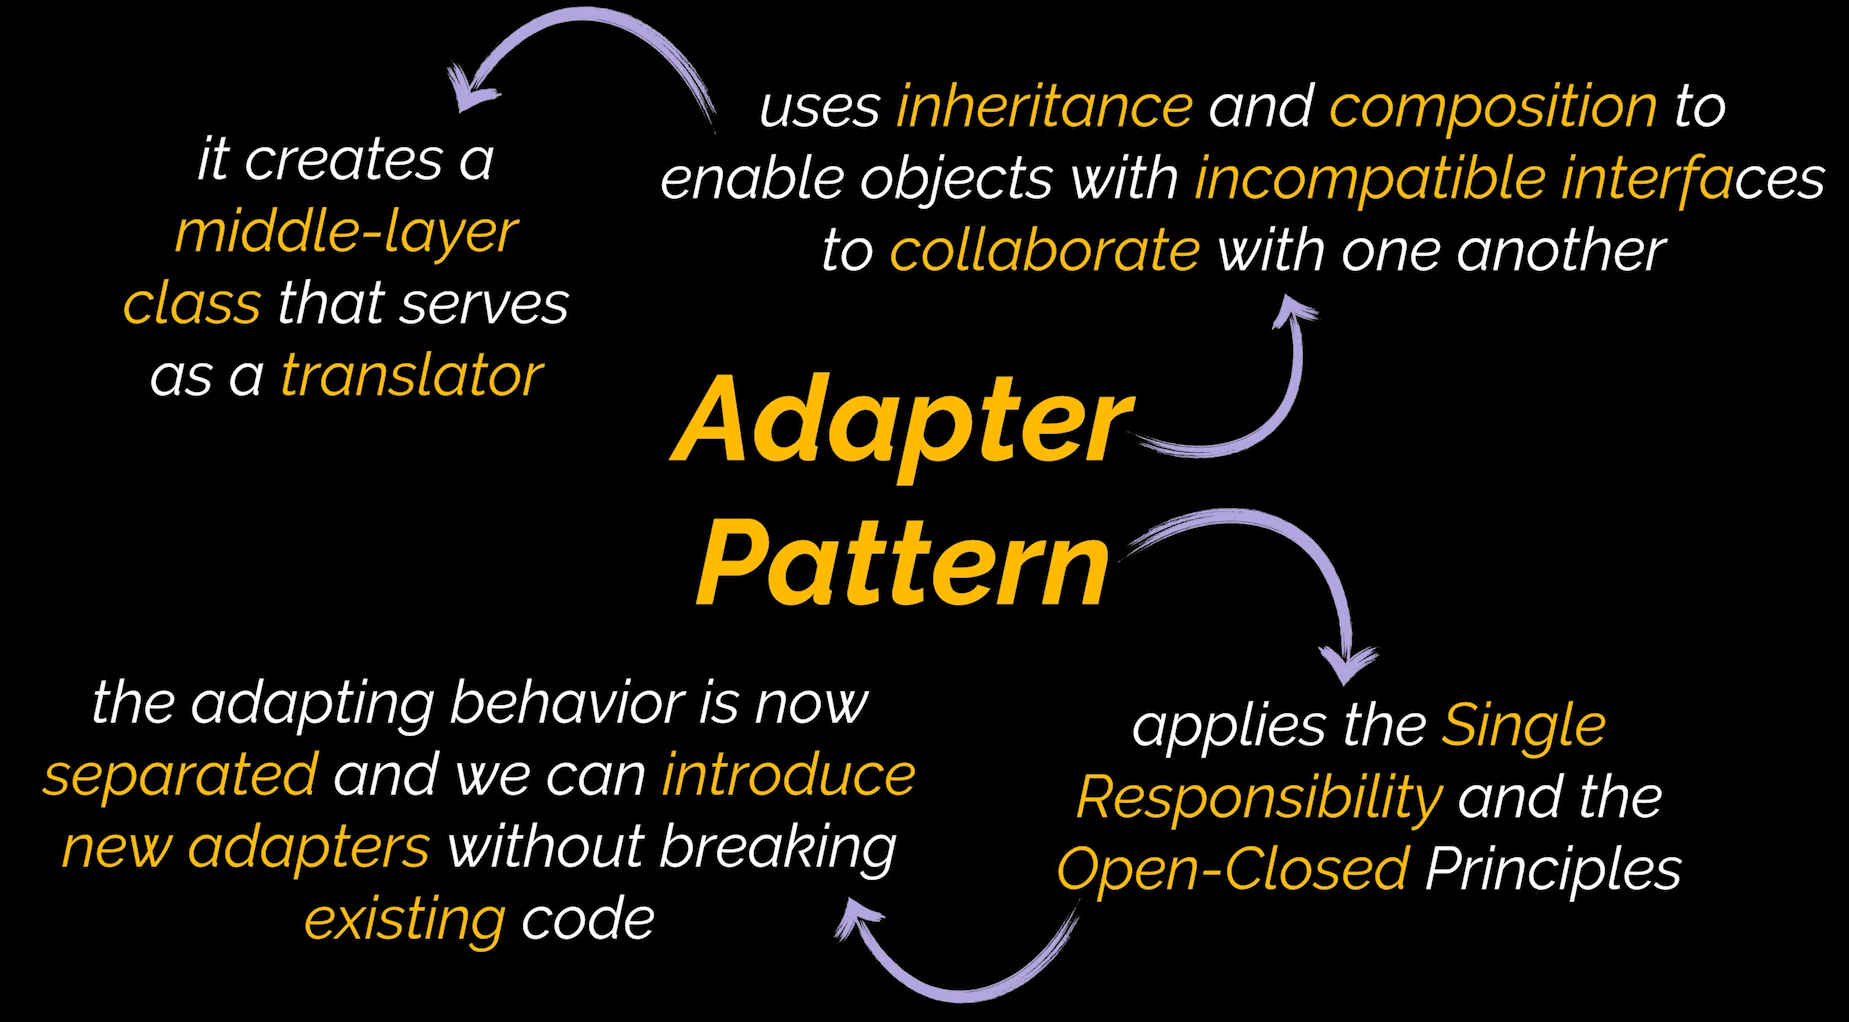 Adapter
Pattern
uses inheritance and composition to
enable objects with incompatible interfaces
to collaborate with one another
it creates a
middle-layer
class that serves
as a translator
applies the Single
Responsibility and the
Open-Closed Principles
the adapting behavior is now
separated and we can introduce
new adapters without breaking
existing code